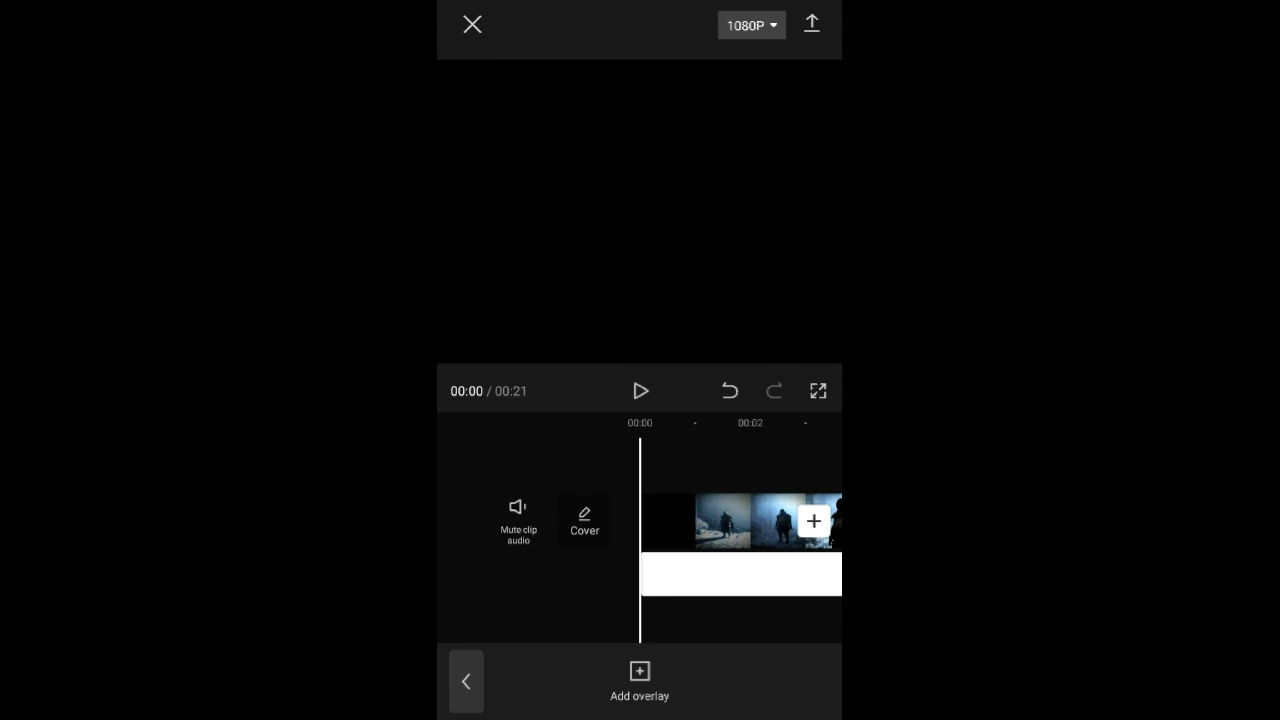 1080P
00:00 / 00:21
00:00
00:02
Mute clip
audio
Cover
Add overlay